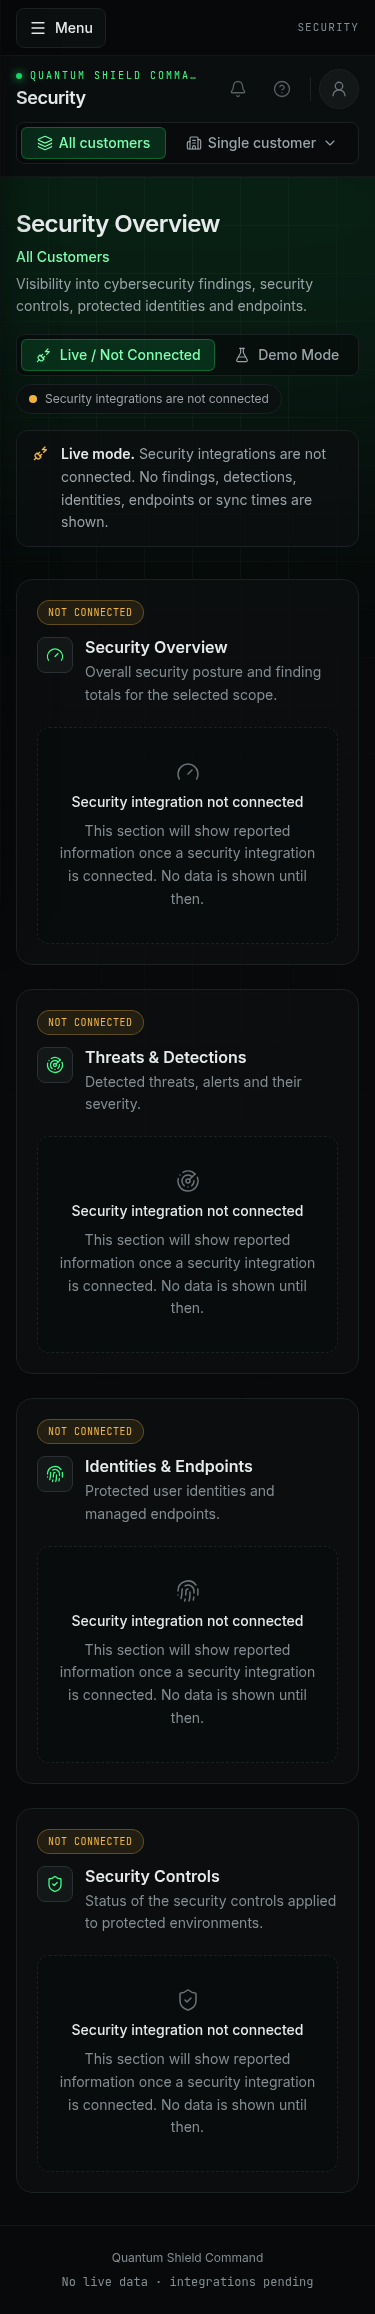 Menu
SECURITY
QUANTUM SHIELD COMMA…
Security
All customers
Single customer
Security Overview
All Customers
Visibility into cybersecurity findings, security
controls, protected identities and endpoints.
Live / Not Connected
Demo Mode
Security integrations are not connected
Live mode. Security integrations are not
connected. No findings, detections,
identities, endpoints or sync times are
shown.
NOT CONNECTED
Security Overview
Overall security posture and finding
totals for the selected scope.
Security integration not connected
This section will show reported
information once a security integration
is connected. No data is shown until
then.
NOT CONNECTED
Threats & Detections
Detected threats, alerts and their
severity.
Security integration not connected
This section will show reported
information once a security integration
is connected. No data is shown until
then.
NOT CONNECTED
Identities & Endpoints
Protected user identities and
managed endpoints.
Security integration not connected
This section will show reported
information once a security integration
is connected. No data is shown until
then.
NOT CONNECTED
Security Controls
Status of the security controls applied
to protected environments.
Security integration not connected
This section will show reported
information once a security integration
is connected. No data is shown until
then.
Quantum Shield Command
No live data · integrations pending